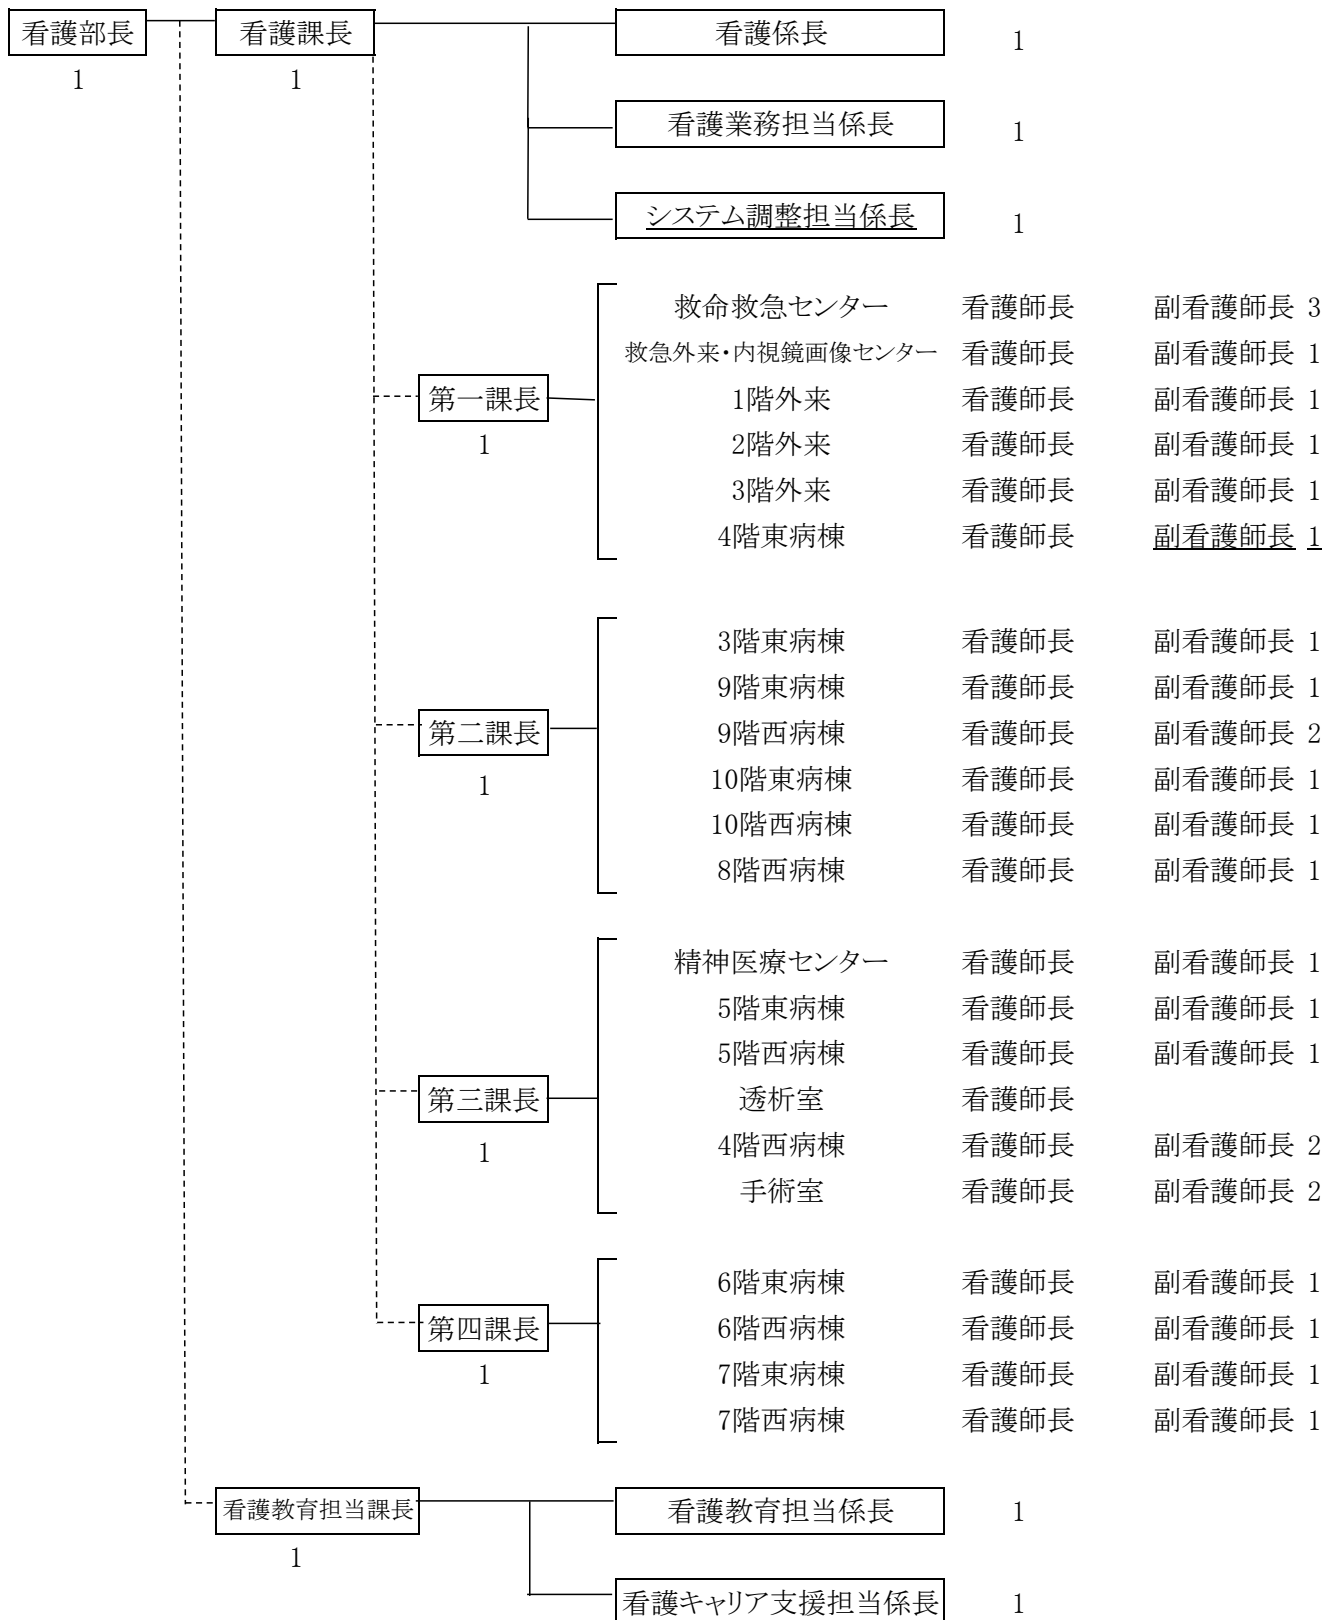 看護部長 看護課長 看護係長 1
1 1
看護業務担当係長 1
システム調整担当係長 1
救命救急センター 看護師長 副看護師長 3
救急外来・内視鏡画像センター 看護師長 副看護師長 1
第一課長 1階外来 看護師長 副看護師長 1
1 2階外来 看護師長 副看護師長 1
3階外来 看護師長 副看護師長 1
4階東病棟 看護師長 副看護師長 1
3階東病棟 看護師長 副看護師長 1
9階東病棟 看護師長 副看護師長 1
第二課長 9階西病棟 看護師長 副看護師長 2
1 10階東病棟 看護師長 副看護師長 1
10階西病棟 看護師長 副看護師長 1
8階西病棟 看護師長 副看護師長 1
精神医療センター 看護師長 副看護師長 1
5階東病棟 看護師長 副看護師長 1
5階西病棟 看護師長 副看護師長 1
第三課長 透析室 看護師長
1 4階西病棟 看護師長 副看護師長 2
手術室 看護師長 副看護師長 2
6階東病棟 看護師長 副看護師長 1
第四課長 6階西病棟 看護師長 副看護師長 1
1 7階東病棟 看護師長 副看護師長 1
7階西病棟 看護師長 副看護師長 1
看護教育担当課長 看護教育担当係長 1
1
看護キャリア支援担当係長 1